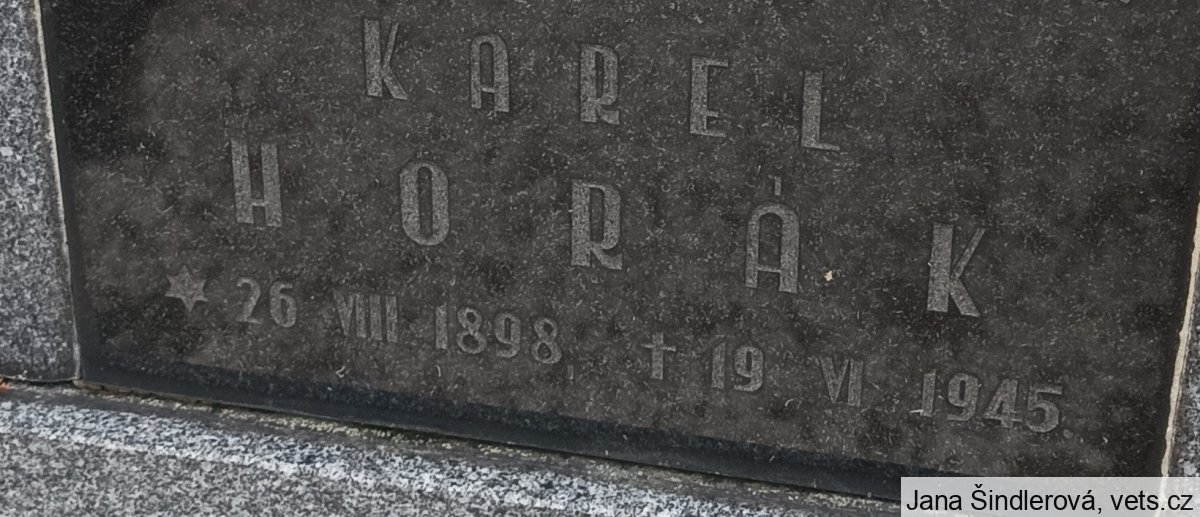 KAREL
HORÁK
* 26 VIII 1898, † 19 VI 1945.
Jana Šindlerová, vets.cz